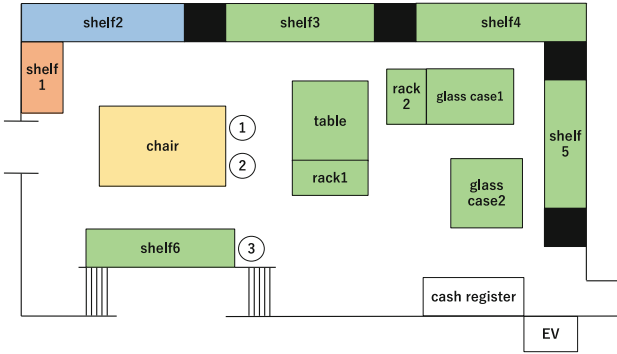 shelf2
shelf3
shelf4
shelf
1
rack
2
glass case1
chair
1
2
table
shelf
5
rack1
glass
case2
shelf6
3
cash register
EV